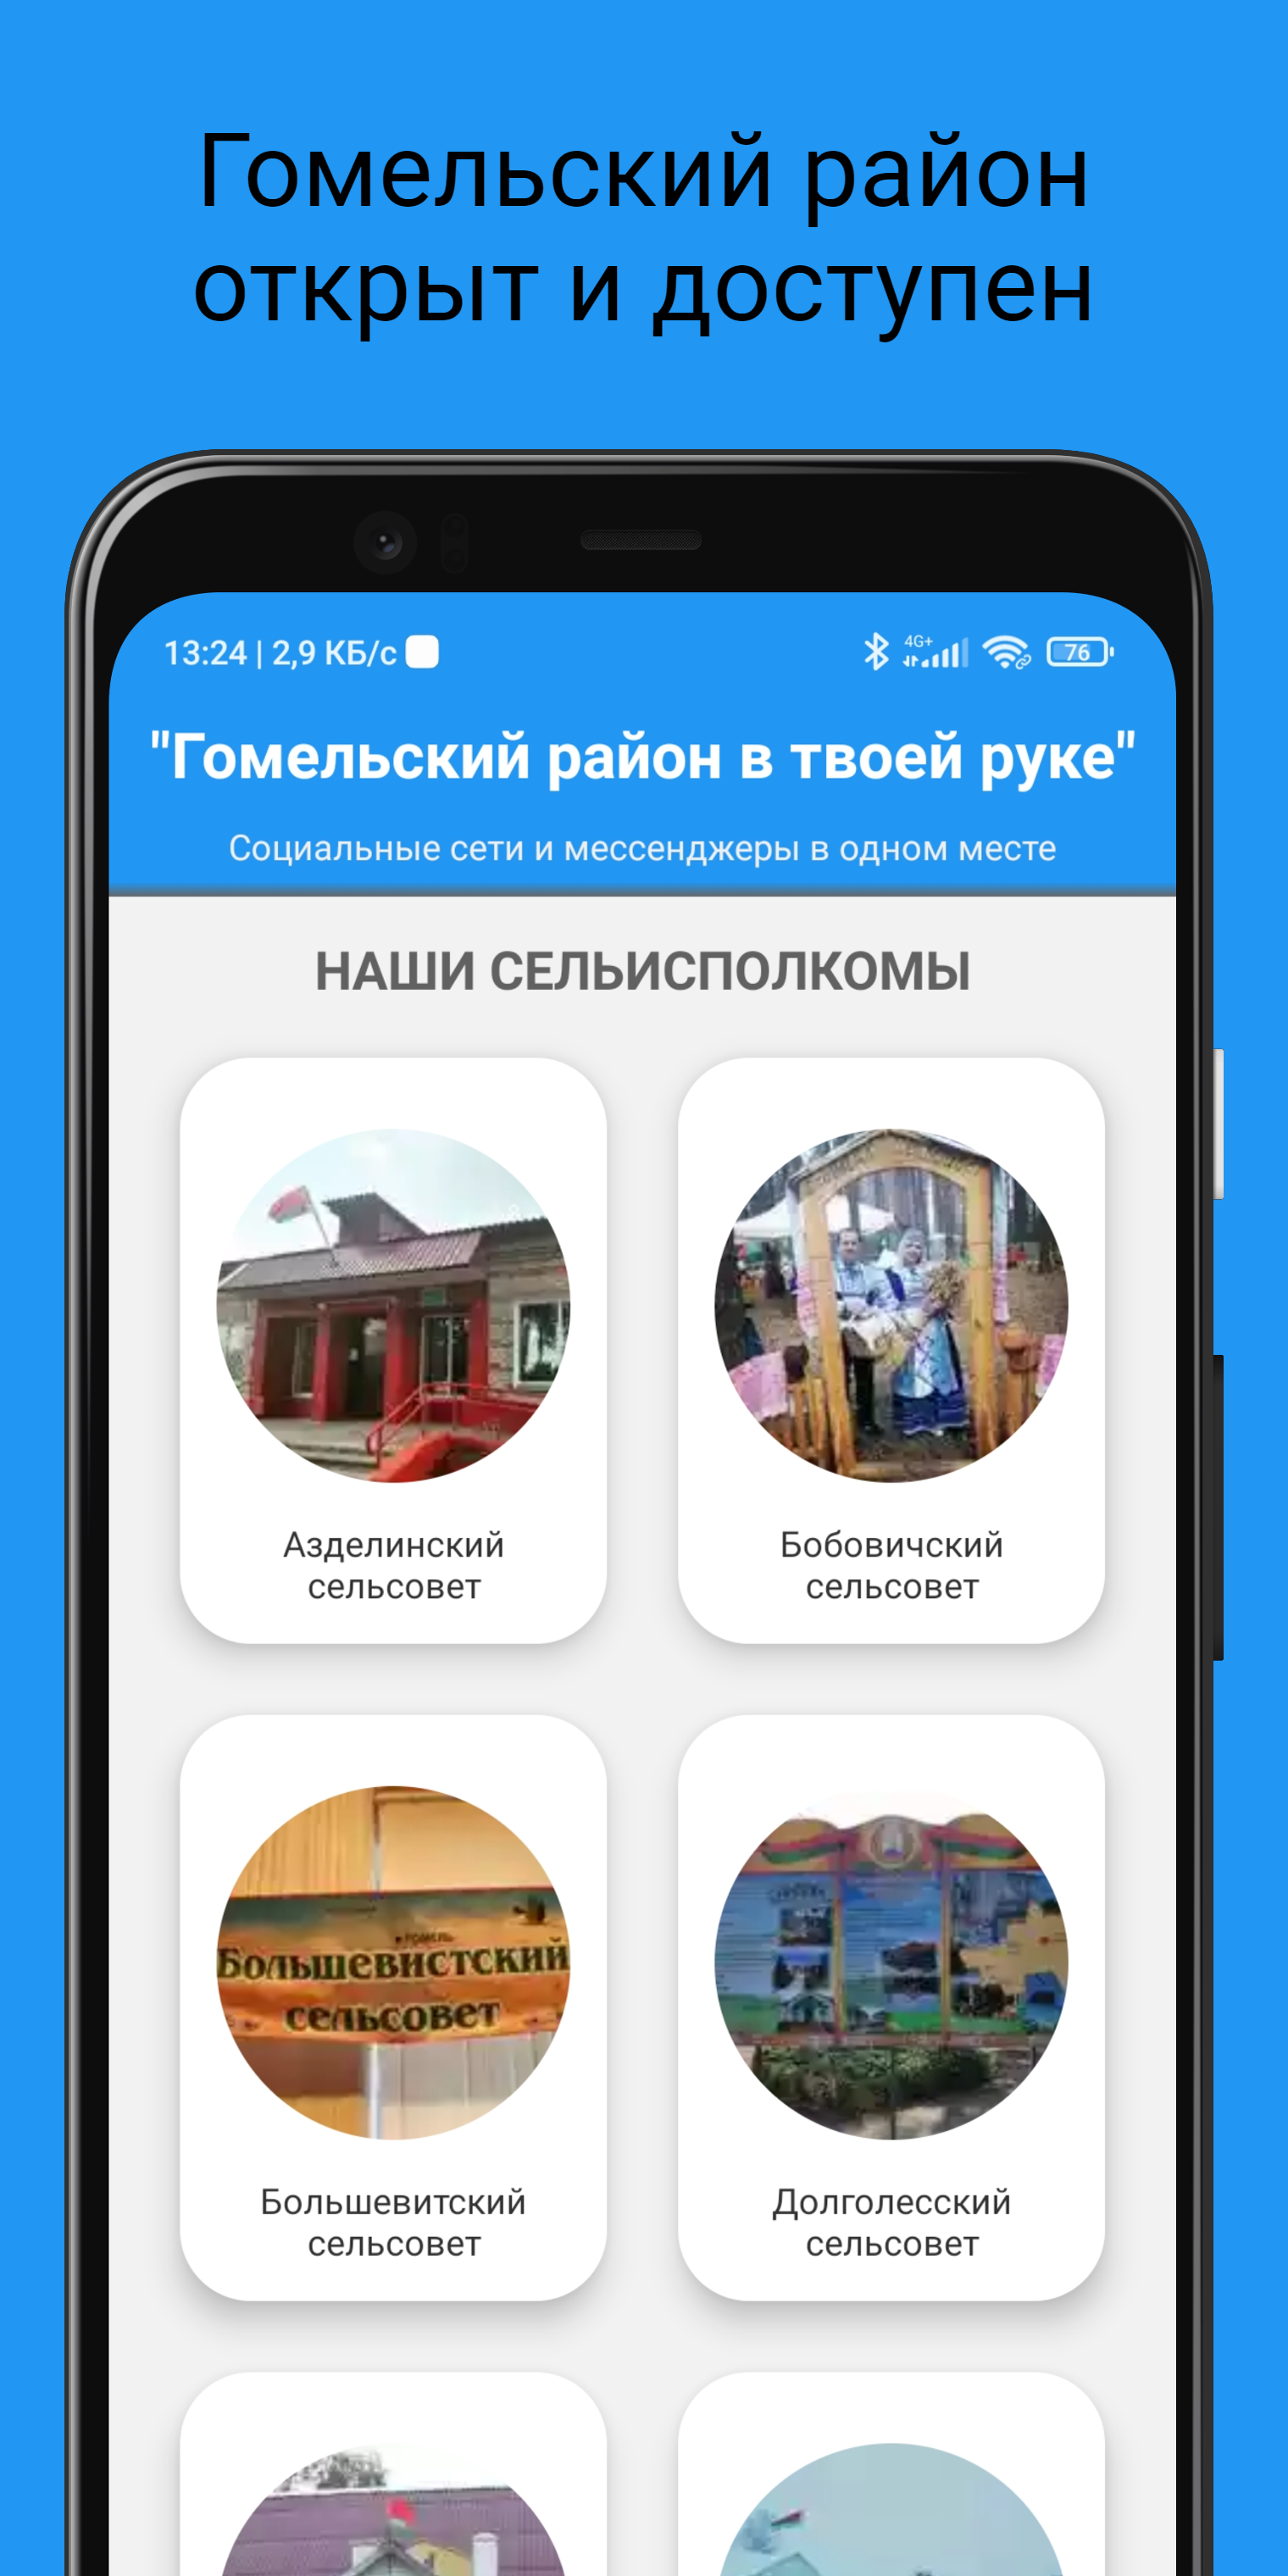 Гомельский район
открыт и доступен
13:24 | 2,9 КБ/с
4G+
76
"Гомельский район в твоей руке"
Социальные сети и мессенджеры в одном месте
НАШИ СЕЛЬИСПОЛКОМЫ
Азделинский
сельсовет
Бобовичский
сельсовет
Большевистский
сельсовет
Большевитский
сельсовет
Долголесский
сельсовет